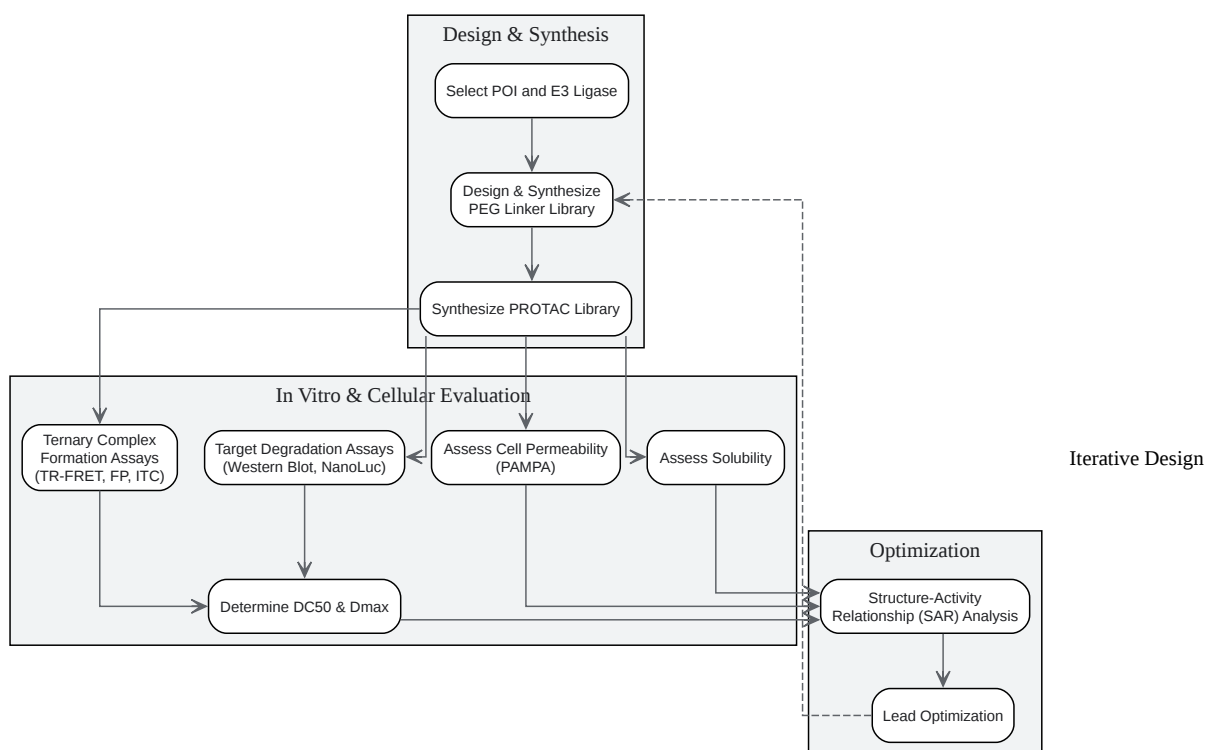 Design & Synthesis
Select POI and E3 Ligase
Design & Synthesize
PEG Linker Library
Synthesize PROTAC Library
In Vitro & Cellular Evaluation
Ternary Complex
Formation Assays
(TR-FRET, FP, ITC)
Target Degradation Assays
(Western Blot, NanoLuc)
Assess Cell Permeability
(PAMPA)
Assess Solubility
Iterative Design
Determine DC50 & Dmax
Optimization
Structure-Activity
Relationship (SAR) Analysis
Lead Optimization